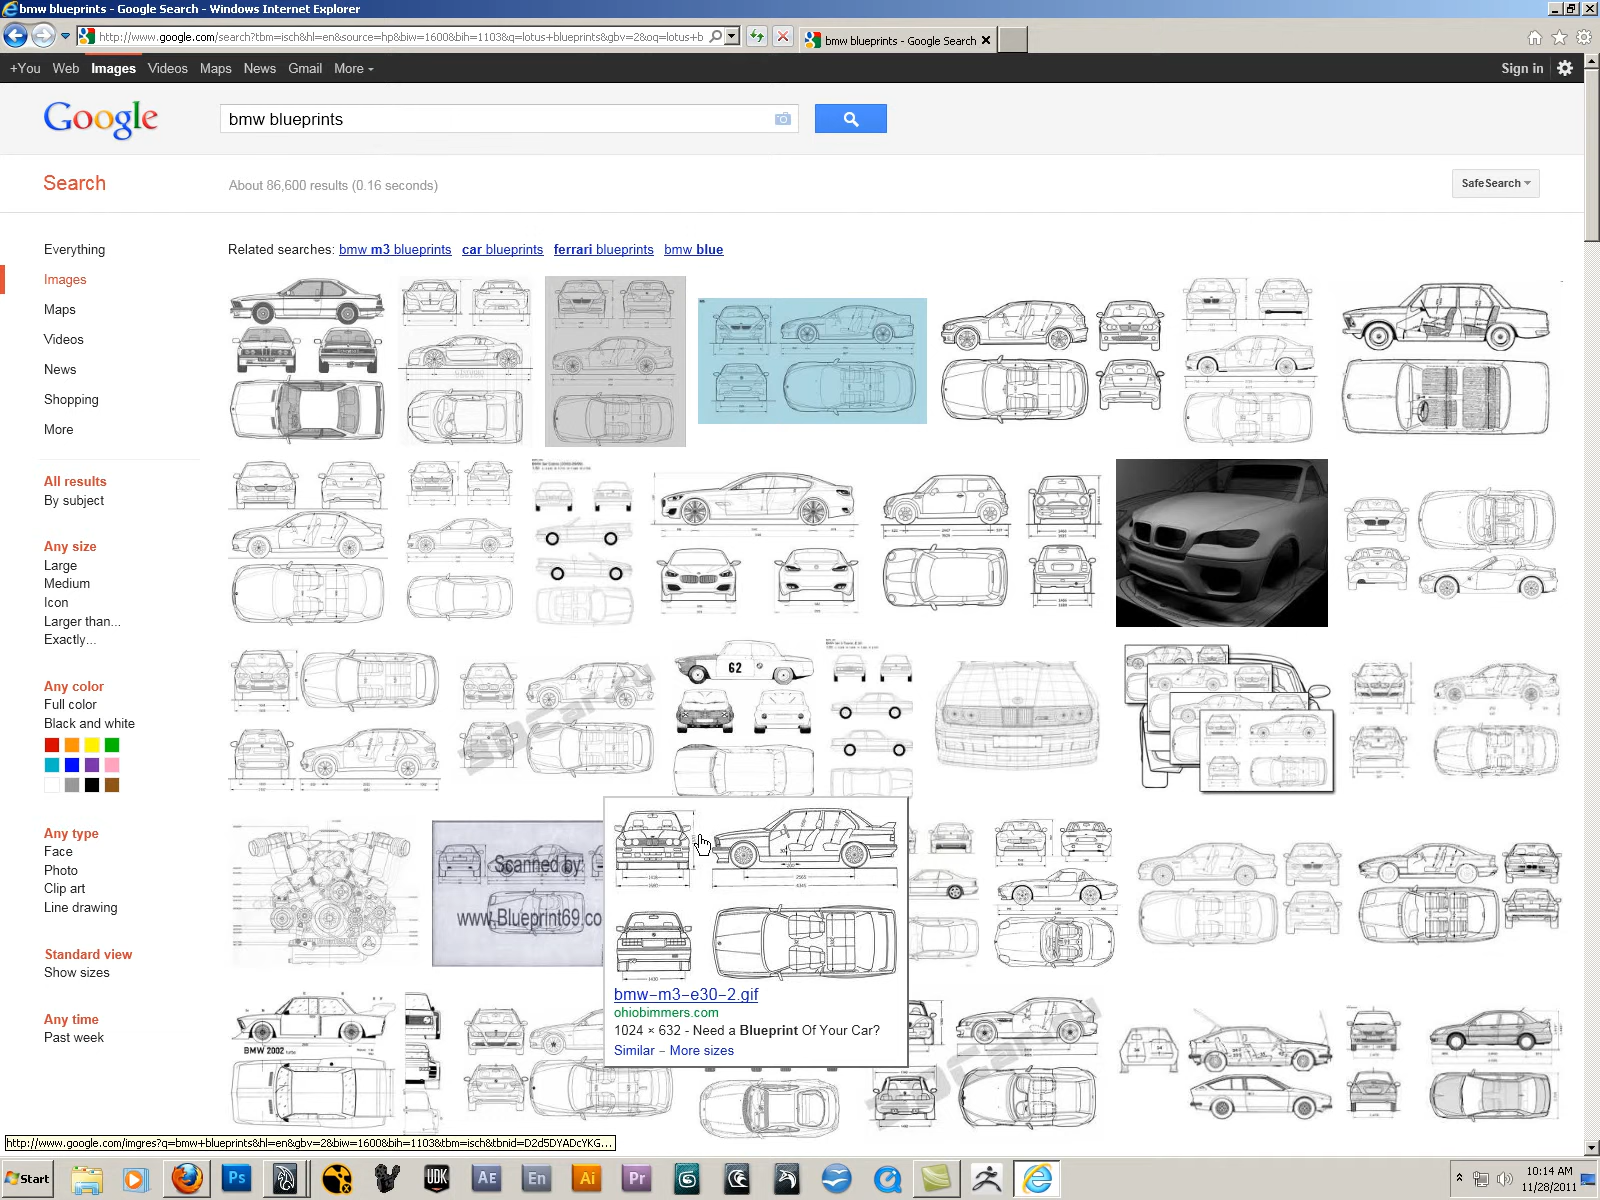 bmw blueprints - Google Search - Windows Internet Explorer
http://www.google.com/search?tbm=isch&hl=en&source=hp&biw=1600&bih=1103&q=lotus+blueprints&gbv=2&oq=lotus+b
bmw blueprints - Google Search
+You Web Images Videos Maps News Gmail More
Sign in
Google
bmw blueprints
Search
About 86,600 results (0.16 seconds)
SafeSearch
Everything
Images
Maps
Videos
News
Shopping
More
All results
By subject
Any size
Large
Medium
Icon
Larger than...
Exactly...
Any color
Full color
Black and white
Any type
Face
Photo
Clip art
Line drawing
Standard view
Show sizes
Any time
Past week
Related searches: bmw m3 blueprints car blueprints ferrari blueprints bmw blue
62
Scanned by
www.Blueprint69.co
BMW 2002 turbo
bmw-m3-e30-2.gif
ohiobimmers.com
1024 × 632 - Need a Blueprint Of Your Car?
Similar - More sizes
http://www.google.com/imgres?q=bmw+blueprints&hl=en&gbv=2&biw=1600&bih=1103&tbm=isch&tbnid=D2d5DYADcYKG...
Start
Ps
UDK
AE
En
Ai
Pr
10:14 AM
11/28/2011